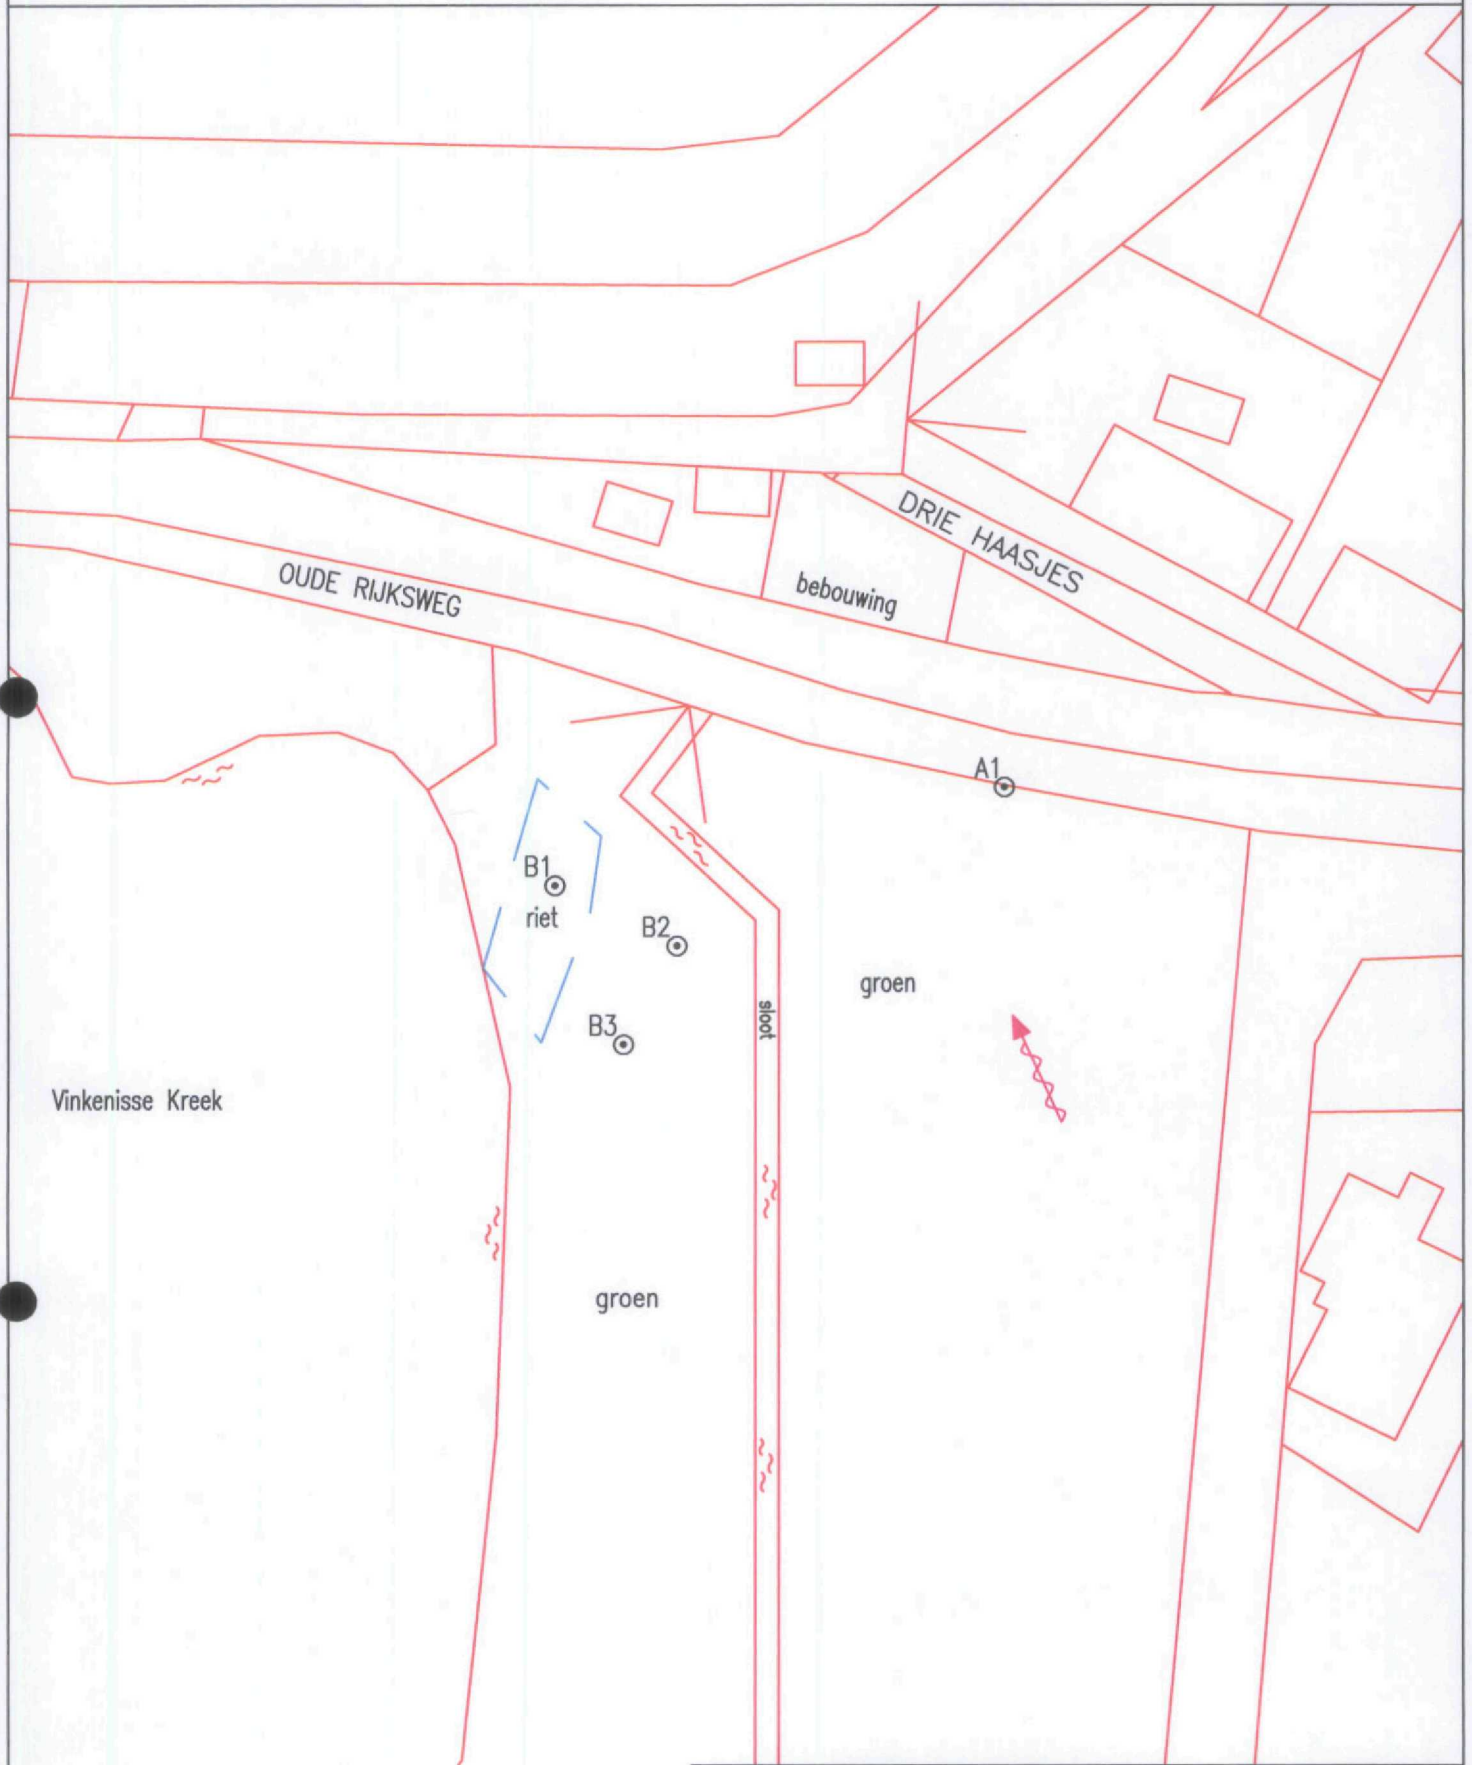 DRIE HAASJES
OUDE RIJKSWEG
bebouwing
A1
B1
riet
B2
groen
sloot
B3
Vinkenisse Kreek
groen